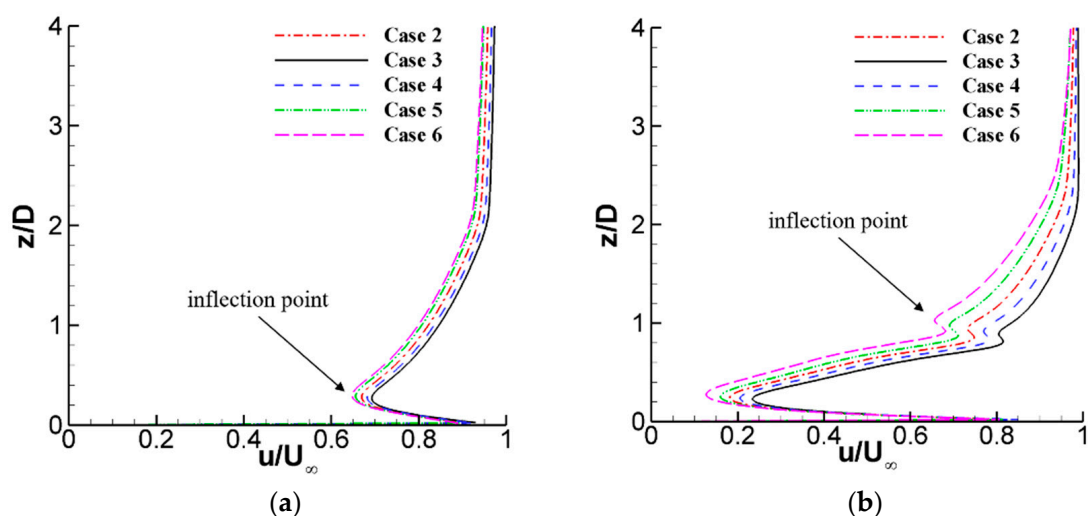 4
Case 2
Case 3
Case 4
Case 5
Case 6
3
z/D
2
inflection point
1
0
0 0.2 0.4 0.6 0.8 1
u/U∞
(a)
4
Case 2
Case 3
Case 4
Case 5
Case 6
3
z/D
2
inflection point
1
0
0 0.2 0.4 0.6 0.8 1
u/U∞
(b)